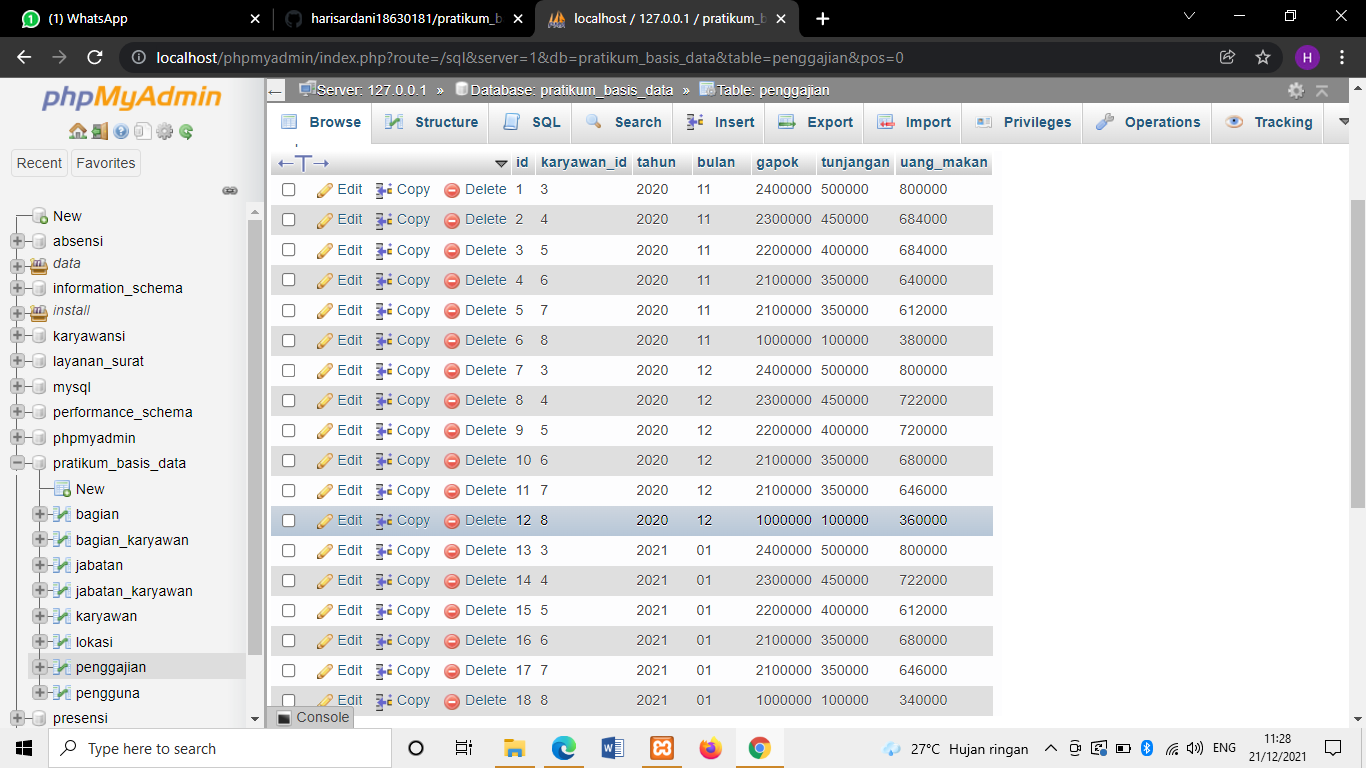 (1) WhatsApp
harisardani18630181/pratikum_b
localhost / 127.0.0.1 / pratikum_b
localhost/phpmyadmin/index.php?route=/sql&server=1&db=pratikum_basis_data&table=penggajian&pos=0
H
phpMyAdmin
Recent Favorites
New
absensi
data
information_schema
install
karyawansi
layanan_surat
mysql
performance_schema
phpmyadmin
pratikum_basis_data
New
bagian
bagian_karyawan
jabatan
jabatan_karyawan
karyawan
lokasi
penggajian
pengguna
presensi
Server: 127.0.0.1 » Database: pratikum_basis_data » Table: penggajian
Browse Structure SQL Search Insert Export Import Privileges Operations Tracking
←T→ id karyawan_id tahun bulan gapok tunjangan uang_makan
Edit Copy Delete 1 3 2020 11 2400000 500000 800000
Edit Copy Delete 2 4 2020 11 2300000 450000 684000
Edit Copy Delete 3 5 2020 11 2200000 400000 684000
Edit Copy Delete 4 6 2020 11 2100000 350000 640000
Edit Copy Delete 5 7 2020 11 2100000 350000 612000
Edit Copy Delete 6 8 2020 11 1000000 100000 380000
Edit Copy Delete 7 3 2020 12 2400000 500000 800000
Edit Copy Delete 8 4 2020 12 2300000 450000 722000
Edit Copy Delete 9 5 2020 12 2200000 400000 720000
Edit Copy Delete 10 6 2020 12 2100000 350000 680000
Edit Copy Delete 11 7 2020 12 2100000 350000 646000
Edit Copy Delete 12 8 2020 12 1000000 100000 360000
Edit Copy Delete 13 3 2021 01 2400000 500000 800000
Edit Copy Delete 14 4 2021 01 2300000 450000 722000
Edit Copy Delete 15 5 2021 01 2200000 400000 612000
Edit Copy Delete 16 6 2021 01 2100000 350000 680000
Edit Copy Delete 17 7 2021 01 2100000 350000 646000
Edit Copy Delete 18 8 2021 01 1000000 100000 340000
Console
Type here to search
27°C Hujan ringan
ENG
11:28
21/12/2021